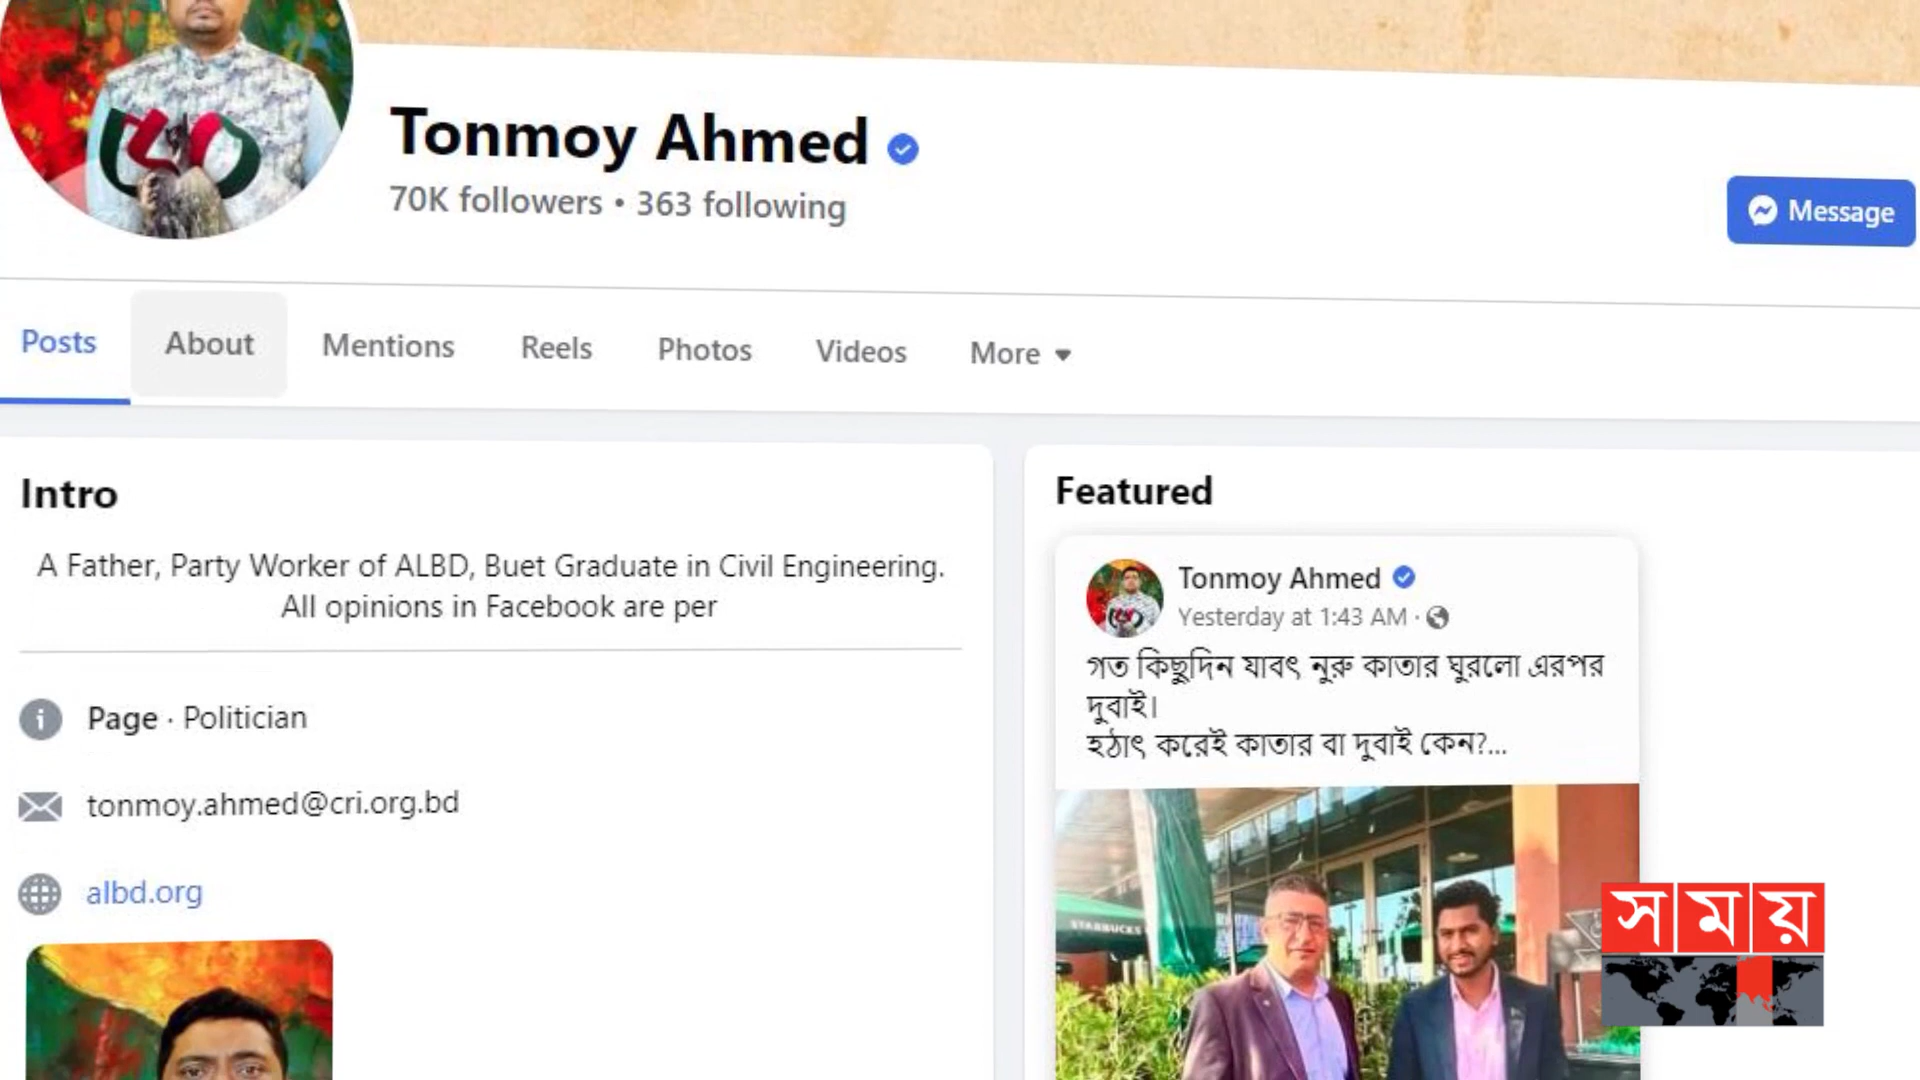 Tonmoy Ahmed
70K followers • 363 following
Message
Posts
About
Mentions
Reels
Photos
Videos
More
Intro
A Father, Party Worker of ALBD, Buet Graduate in Civil Engineering.
All opinions in Facebook are per
Page · Politician
tonmoy.ahmed@cri.org.bd
albd.org
Featured
Tonmoy Ahmed
Yesterday at 1:43 AM ·
গত কিছুদিন যাবৎ নুরু কাতার ঘুরলো এরপর
দুবাই।
হঠাৎ করেই কাতার বা দুবাই কেন?...
STARBUCKS
সময়